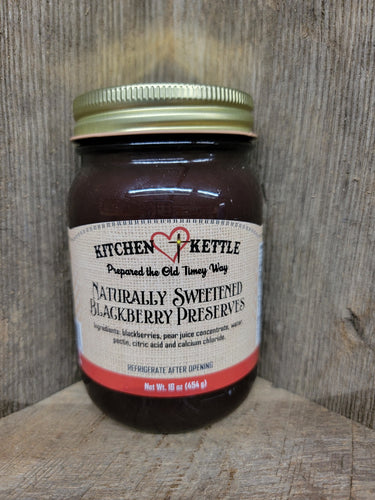 KITCHEN KETTLE
Prepared the Old Timey Way
NATURALLY SWEETENED
BLACKBERRY PRESERVES
Ingredients: blackberries, pear juice concentrate, water,
pectin, citric acid and calcium chloride.
REFRIGERATE AFTER OPENING
Net Wt. 16 oz (454 g)